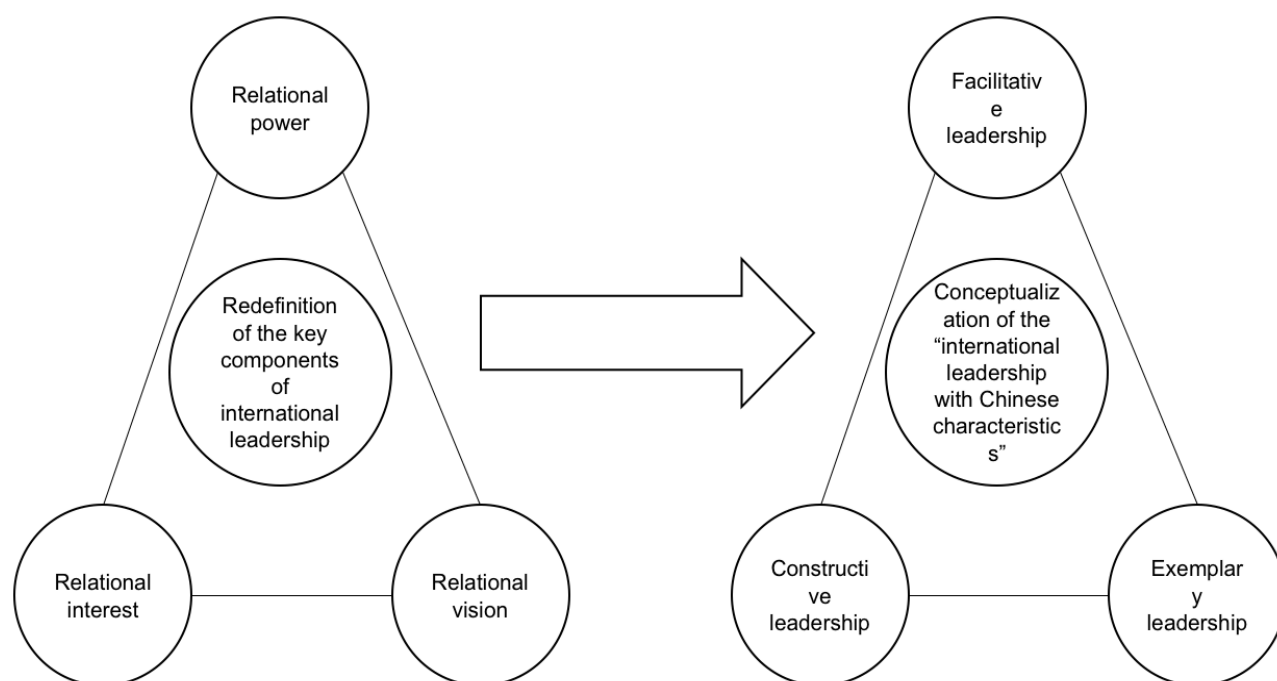 Relational
power
Facilitativ
e
leadership
Redefinition
of the key
components
of
international
leadership
Conceptualiz
ation of the
“international
leadership
with Chinese
characteristic
s”
Relational
interest
Relational
vision
Constructi
ve
leadership
Exemplar
y
leadership